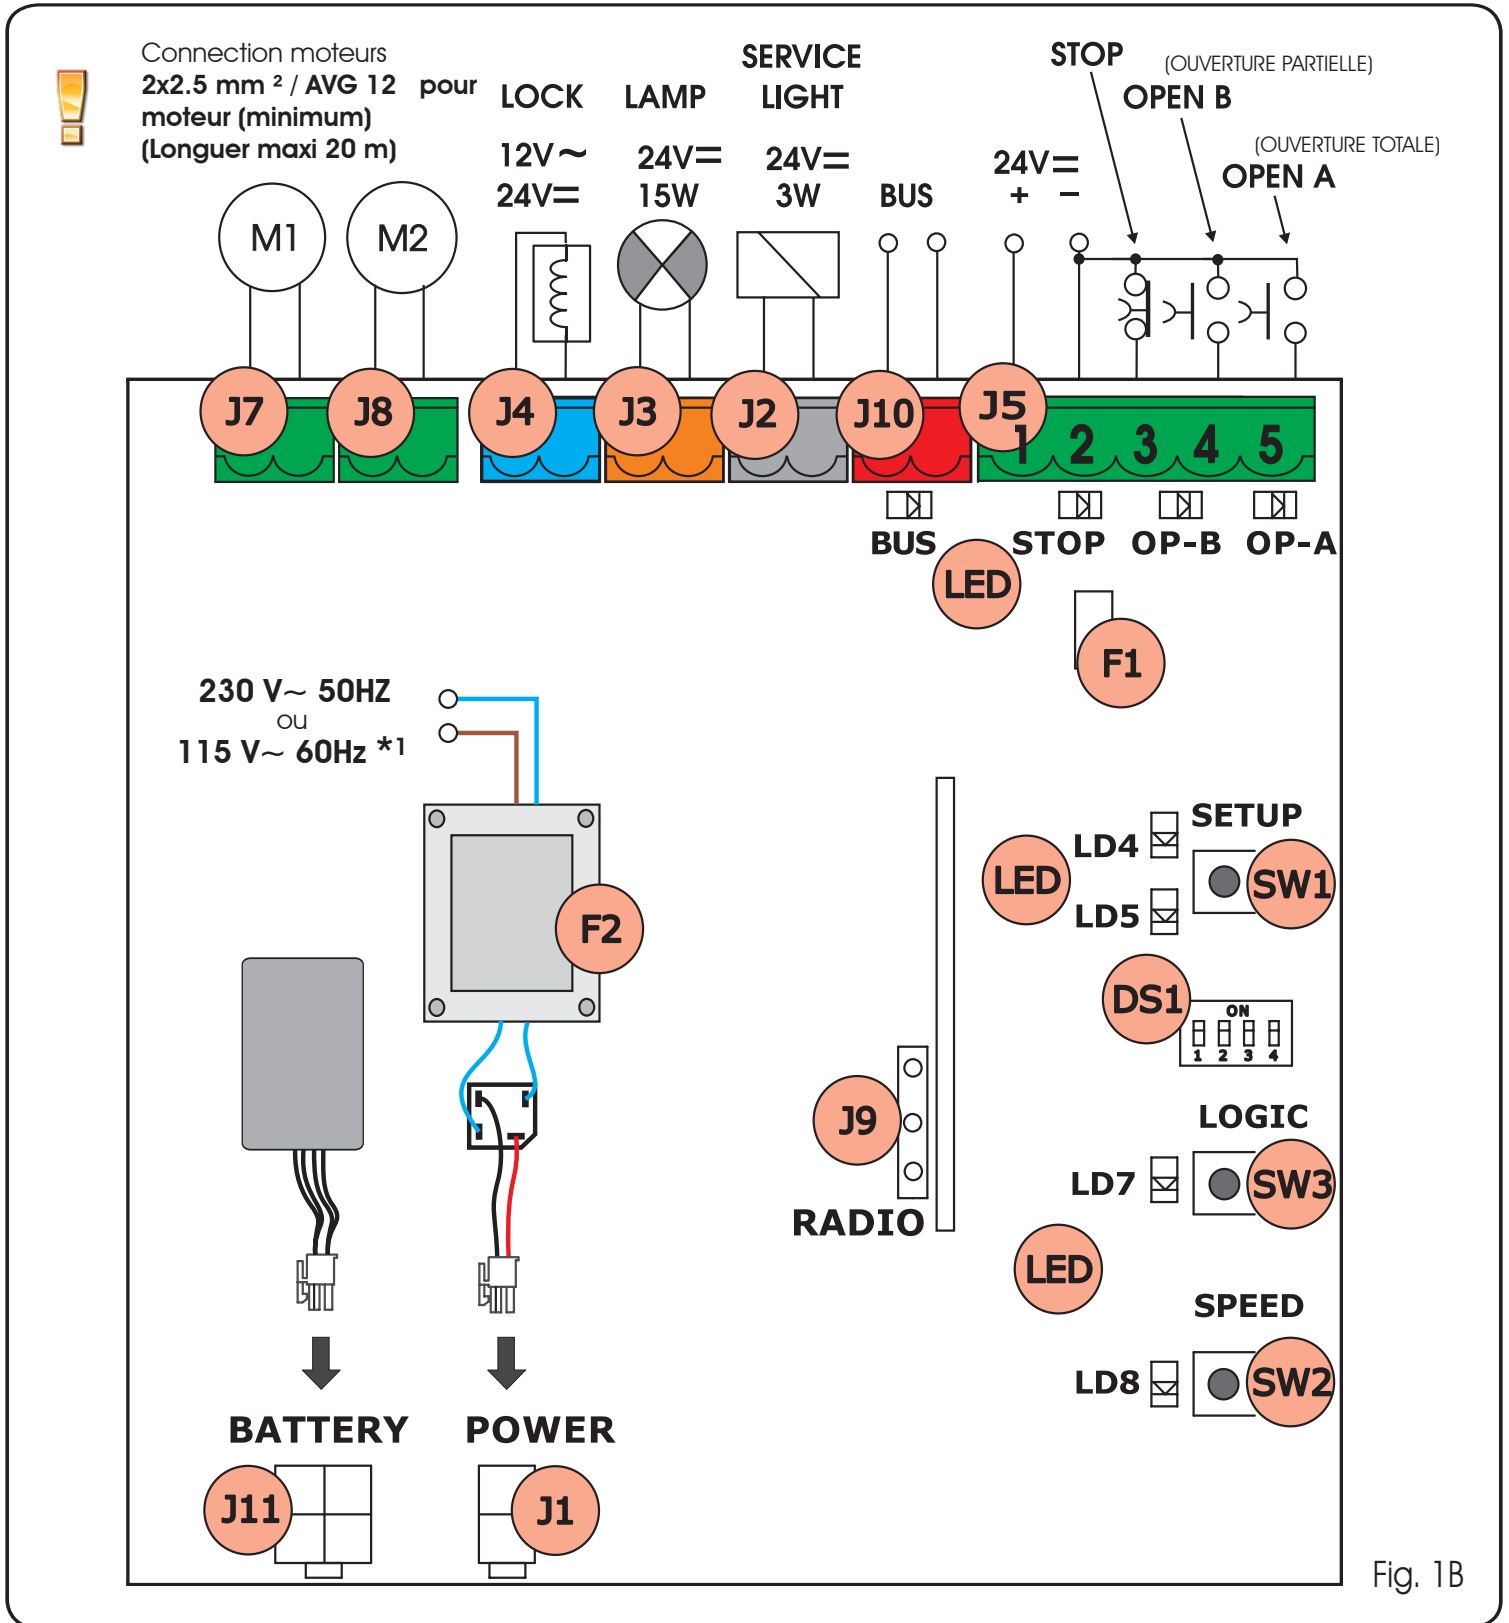 Connection moteurs
2x2.5 mm ² / AVG 12 pour
moteur (minimum)
(Longuer maxi 20 m)
LOCK
12V~
24V=
LAMP
24V=
15W
SERVICE
LIGHT
24V=
3W
BUS
24V=
+ −
STOP
(OUVERTURE PARTIELLE)
OPEN B
(OUVERTURE TOTALE)
OPEN A
M1
M2
J7
J8
J4
J3
J2
J10
J5
1 2 3 4 5
BUS
STOP
OP-B
OP-A
LED
F1
230 V~ 50HZ
ou
115 V~ 60Hz *1
F2
SETUP
LD4
LED
SW1
LD5
DS1
ON
1 2 3 4
J9
RADIO
LOGIC
LD7
SW3
LED
SPEED
LD8
SW2
BATTERY
POWER
J11
J1
Fig. 1B